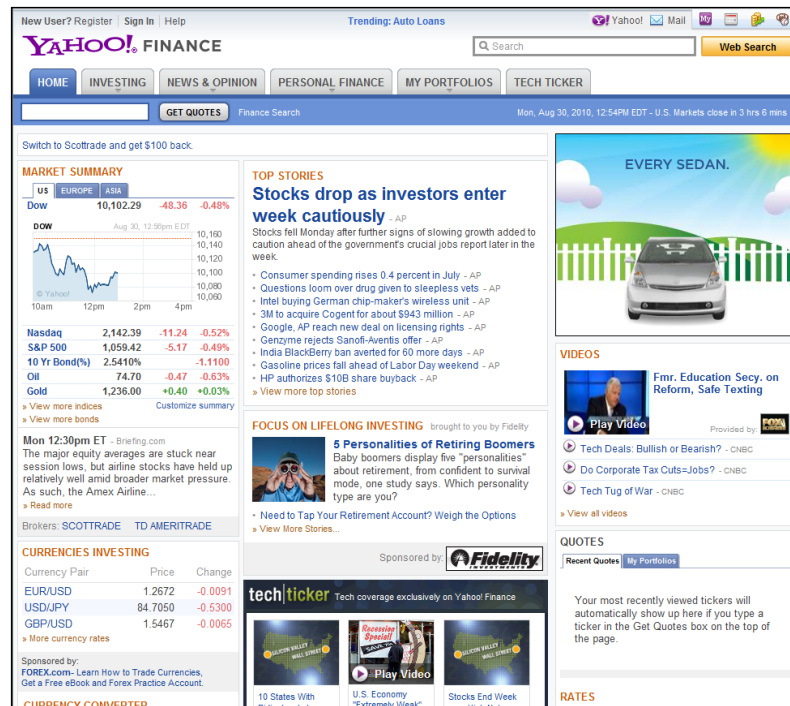 New User? Register Sign In Help
Trending: Auto Loans
Yahoo! Mail My
YAHOO! FINANCE
Search
Web Search
HOME INVESTING NEWS & OPINION PERSONAL FINANCE MY PORTFOLIOS TECH TICKER
GET QUOTES Finance Search
Mon, Aug 30, 2010, 12:54PM EDT - U.S. Markets close in 3 hrs 6 mins
Switch to Scottrade and get $100 back.
MARKET SUMMARY
US EUROPE ASIA
Dow 10,102.29 -48.36 -0.48%
DOW Aug 30, 12:56pm EDT
10,160
10,140
10,120
10,100
10,080
10,060
© Yahoo!
10am 12pm 2pm 4pm
Nasdaq 2,142.39 -11.24 -0.52%
S&P 500 1,059.42 -5.17 -0.49%
10 Yr Bond(%) 2.5410% -1.1100
Oil 74.70 -0.47 -0.63%
Gold 1,236.00 +0.40 +0.03%
» View more indices Customize summary
» View more bonds
Mon 12:30pm ET - Briefing.com
The major equity averages are stuck near
session lows, but airline stocks have held up
relatively well amid broader market pressure.
As such, the Amex Airline...
» Read more
Brokers: SCOTTRADE TD AMERITRADE
CURRENCIES INVESTING
Currency Pair Price Change
EUR/USD 1.2672 -0.0091
USD/JPY 84.7050 -0.5300
GBP/USD 1.5467 -0.0065
» More currency rates
Sponsored by:
FOREX.com- Learn How to Trade Currencies,
Get a Free eBook and Forex Practice Account.
CURRENCY CONVERTER
TOP STORIES
Stocks drop as investors enter
week cautiously - AP
Stocks fell Monday after further signs of slowing growth added to
caution ahead of the government's crucial jobs report later in the
week.
• Consumer spending rises 0.4 percent in July - AP
• Questions loom over drug given to sleepless vets - AP
• Intel buying German chip-maker's wireless unit - AP
• 3M to acquire Cogent for about $943 million - AP
• Google, AP reach new deal on licensing rights - AP
• Genzyme rejects Sanofi-Aventis offer - AP
• India BlackBerry ban averted for 60 more days - AP
• Gasoline prices fall ahead of Labor Day weekend - AP
• HP authorizes $10B share buyback - AP
» View more top stories
FOCUS ON LIFELONG INVESTING brought to you by Fidelity
5 Personalities of Retiring Boomers
Baby boomers display five "personalities"
about retirement, from confident to survival
mode, one study says. Which personality
type are you?
• Need to Tap Your Retirement Account? Weigh the Options
» View More Stories...
Sponsored by: Fidelity INVESTMENTS
tech|ticker Tech coverage exclusively on Yahoo! Finance
SILICON VALLEY WALL STREET
Recession Special!
Play Video
SILICON VALLEY WALL STREET
10 States With
U.S. Economy
"Extremely Weak"
Stocks End Week
EVERY SEDAN.
VIDEOS
Play Video
Fmr. Education Secy. on
Reform, Safe Texting
Provided by: FOX
Tech Deals: Bullish or Bearish? - CNBC
Do Corporate Tax Cuts=Jobs? - CNBC
Tech Tug of War - CNBC
» View all videos
QUOTES
Recent Quotes My Portfolios
Your most recently viewed tickers will
automatically show up here if you type a
ticker in the Get Quotes box on the top of
the page.
RATES